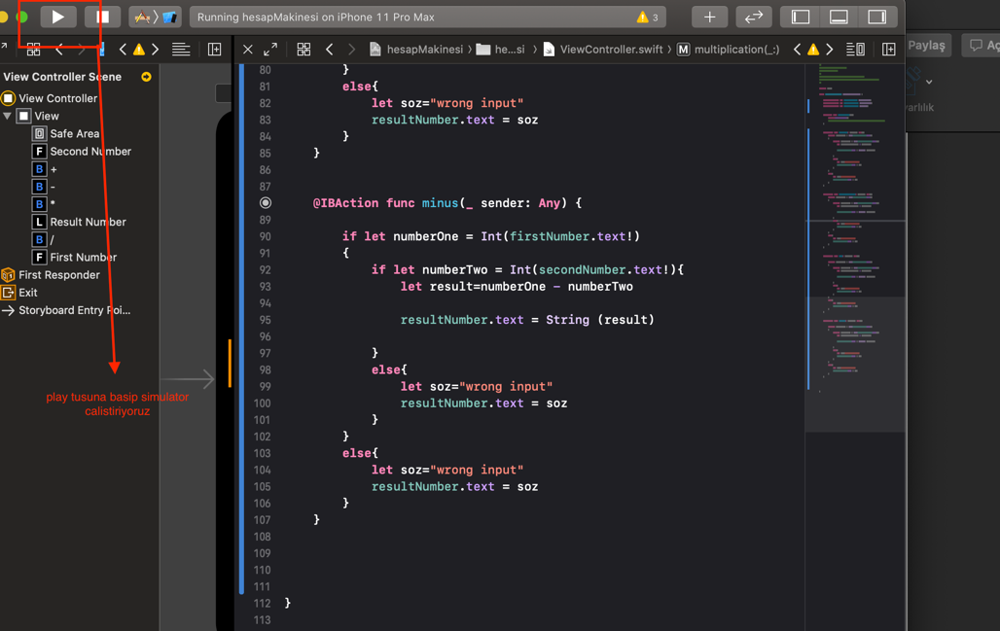 Running hesapMakinesi on iPhone 11 Pro Max
3
hesapMakinesi
he...si
ViewController.swift
M multiplication(_:)
Paylaş
View Controller Scene
View Controller
View
Safe Area
F Second Number
B +
B -
B *
L Result Number
B /
F First Number
First Responder
Exit
Storyboard Entry Poi...
play tusuna basip simulator
calistiriyoruz
80 }
81 else{
82 let soz="wrong input"
83 resultNumber.text = soz
84 }
85 }
86
87
@IBAction func minus(_ sender: Any) {
89
90 if let numberOne = Int(firstNumber.text!)
91 {
92 if let numberTwo = Int(secondNumber.text!){
93 let result=numberOne - numberTwo
94
95 resultNumber.text = String (result)
96
97 }
98 else{
99 let soz="wrong input"
100 resultNumber.text = soz
101 }
102 }
103 else{
104 let soz="wrong input"
105 resultNumber.text = soz
106 }
107 }
108
109
110
111
112 }
113